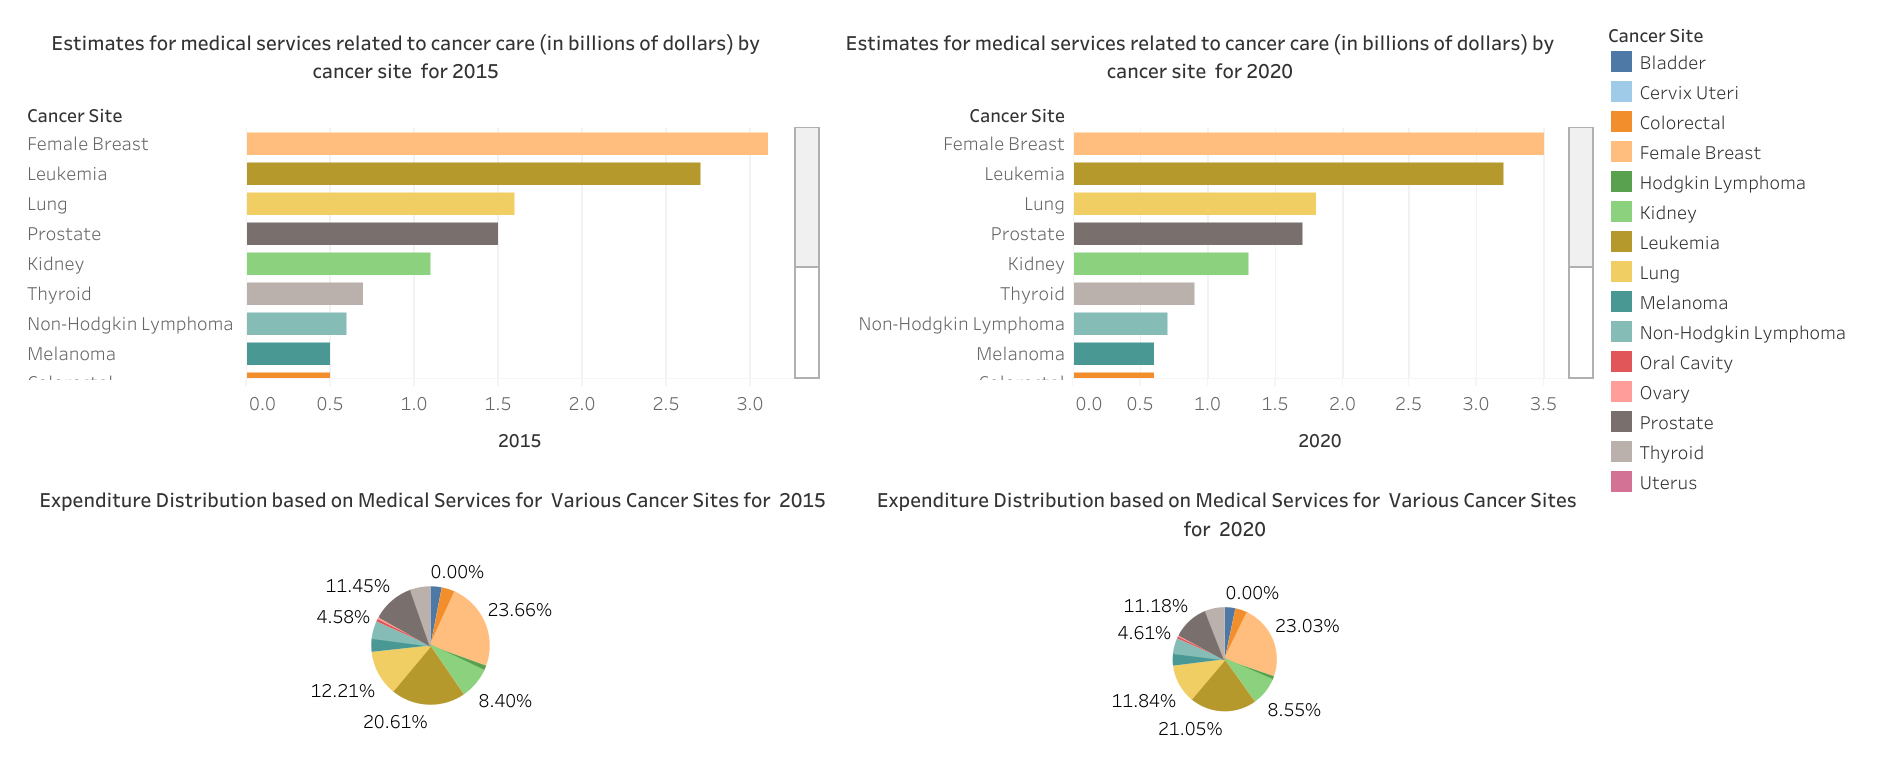 Estimates for medical services related to cancer care (in billions of dollars) by
cancer site  for 2015
Cancer Site
Female Breast
Leukemia
Lung
Prostate
Kidney
Thyroid
Non-Hodgkin Lymphoma
Melanoma
0.0 0.5 1.0 1.5 2.0 2.5 3.0
2015
Estimates for medical services related to cancer care (in billions of dollars) by
cancer site  for 2020
Cancer Site
Female Breast
Leukemia
Lung
Prostate
Kidney
Thyroid
Non-Hodgkin Lymphoma
Melanoma
0.0 0.5 1.0 1.5 2.0 2.5 3.0 3.5
2020
Cancer Site
Bladder
Cervix Uteri
Colorectal
Female Breast
Hodgkin Lymphoma
Kidney
Leukemia
Lung
Melanoma
Non-Hodgkin Lymphoma
Oral Cavity
Ovary
Prostate
Thyroid
Uterus
Expenditure Distribution based on Medical Services for  Various Cancer Sites for  2015
0.00%
11.45%
23.66%
4.58%
12.21%
8.40%
20.61%
Expenditure Distribution based on Medical Services for  Various Cancer Sites
for  2020
0.00%
11.18%
23.03%
4.61%
11.84%
8.55%
21.05%